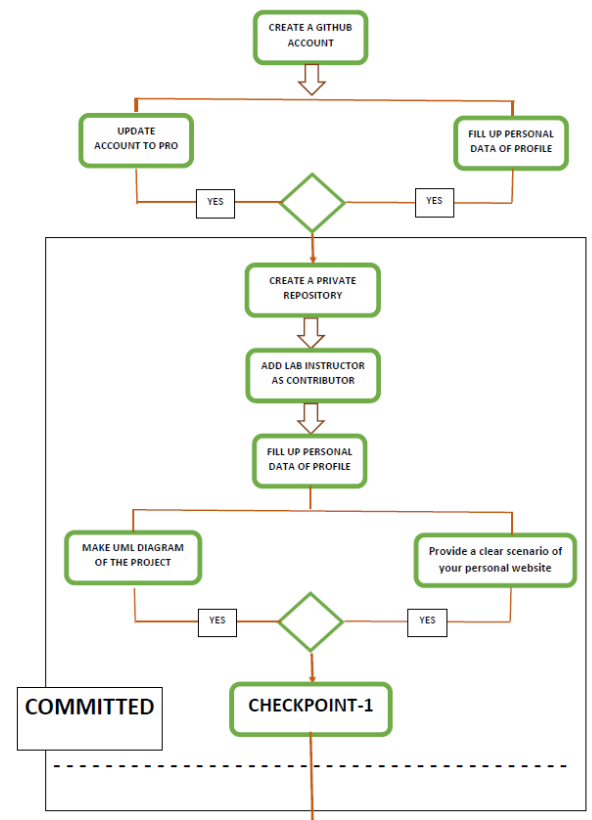 CREATE A GITHUB
ACCOUNT
UPDATE
ACCOUNT TO PRO
FILL UP PERSONAL
DATA OF PROFILE
YES
YES
CREATE A PRIVATE
REPOSITORY
ADD LAB INSTRUCTOR
AS CONTRIBUTOR
FILL UP PERSONAL
DATA OF PROFILE
MAKE UML DIAGRAM
OF THE PROJECT
Provide a clear scenario of
your personal website
YES
YES
COMMITTED
CHECKPOINT-1